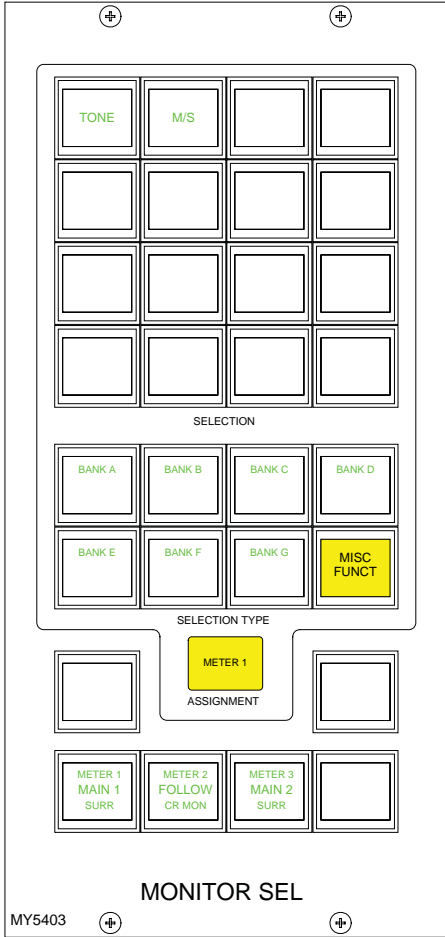 TONE
M/S
SELECTION
BANK A
BANK B
BANK C
BANK D
BANK E
BANK F
BANK G
MISC
FUNCT
SELECTION TYPE
METER 1
ASSIGNMENT
METER 1
MAIN 1
SURR
METER 2
FOLLOW
CR MON
METER 3
MAIN 2
SURR
MONITOR SEL
MY5403